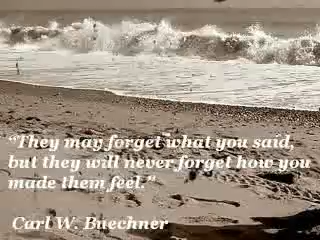 “They may forget what you said,
but they will never forget how you
made them feel.”
Carl W. Buechner